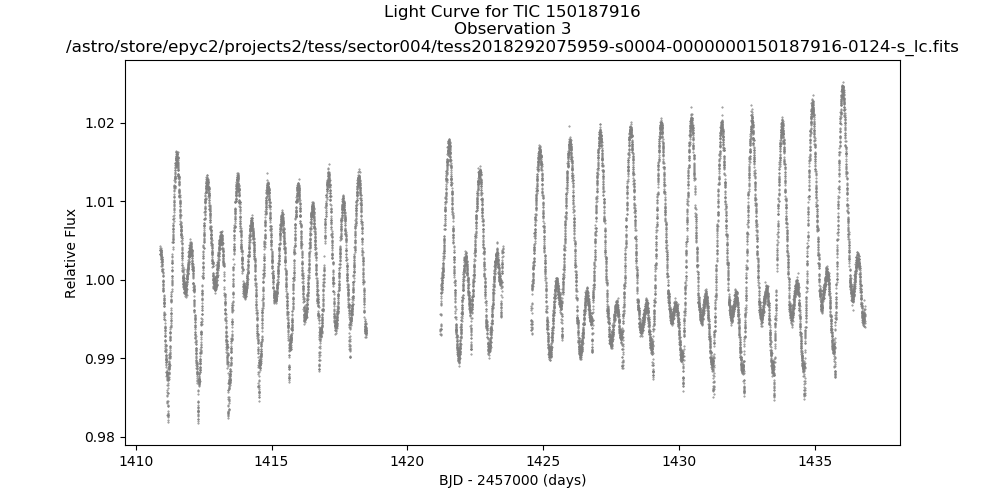 Light Curve for TIC 150187916
Observation 3
/astro/store/epyc2/projects2/tess/sector004/tess2018292075959-s0004-0000000150187916-0124-s_lc.fits
1.02
1.01
1.00
0.99
0.98
Relative Flux
1410
1415
1420
1425
1430
1435
BJD - 2457000 (days)